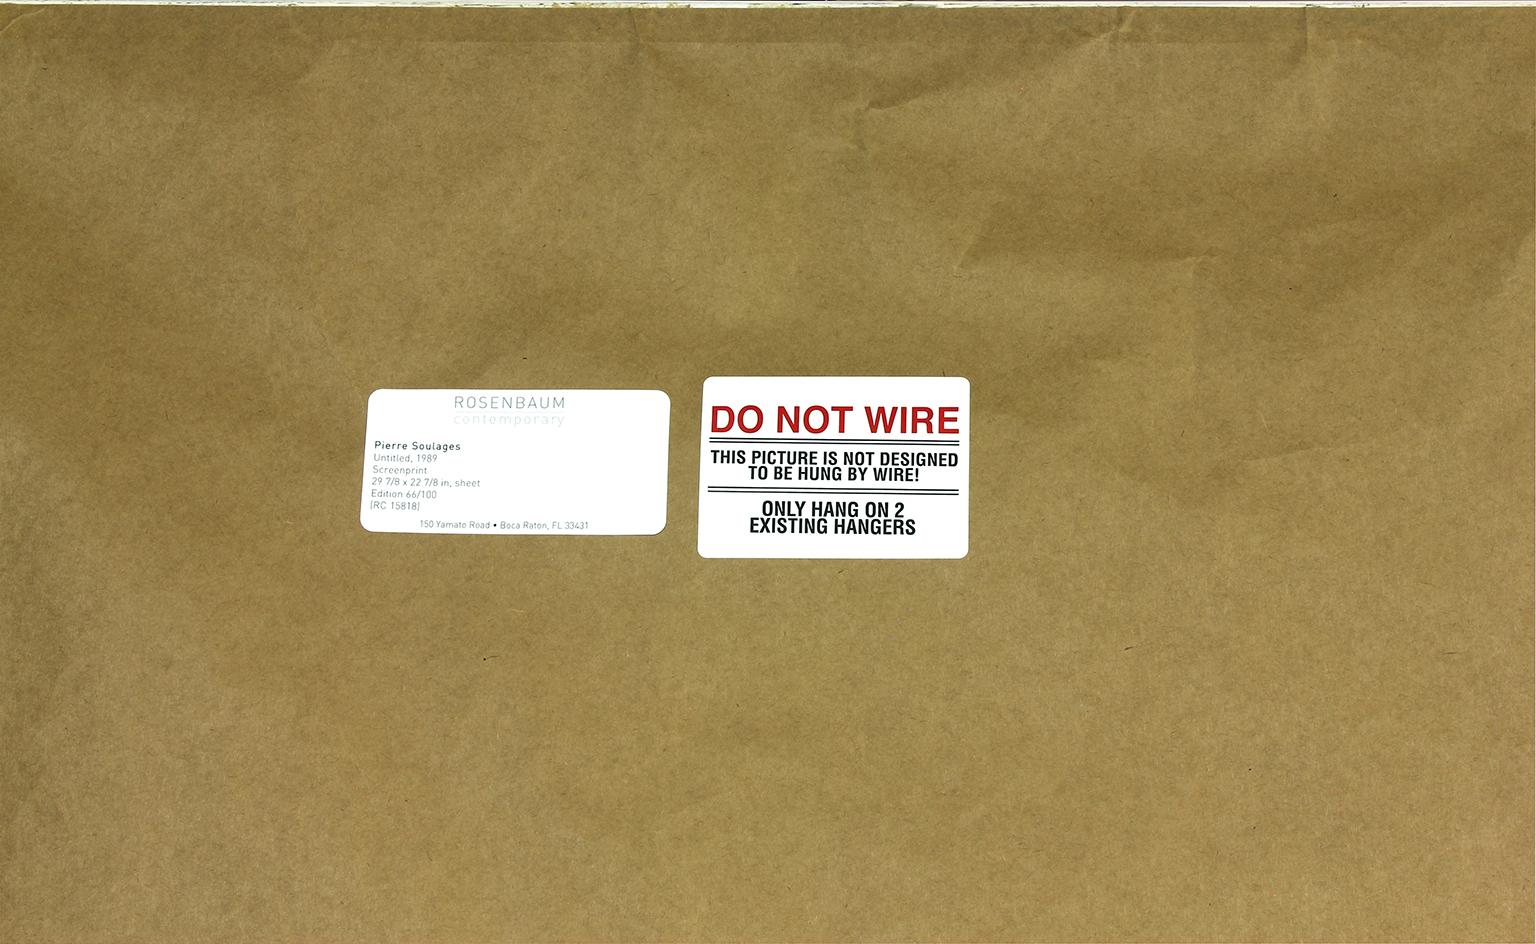 ROSENBAUM
contemporary
Pierre Soulages
Untitled, 1989
Screenprint
29 7/8 x 22 7/8 in, sheet
Edition 66/100
(RC 15818)
150 Yamato Road • Boca Raton, FL 33431
DO NOT WIRE
THIS PICTURE IS NOT DESIGNED
TO BE HUNG BY WIRE!
ONLY HANG ON 2
EXISTING HANGERS